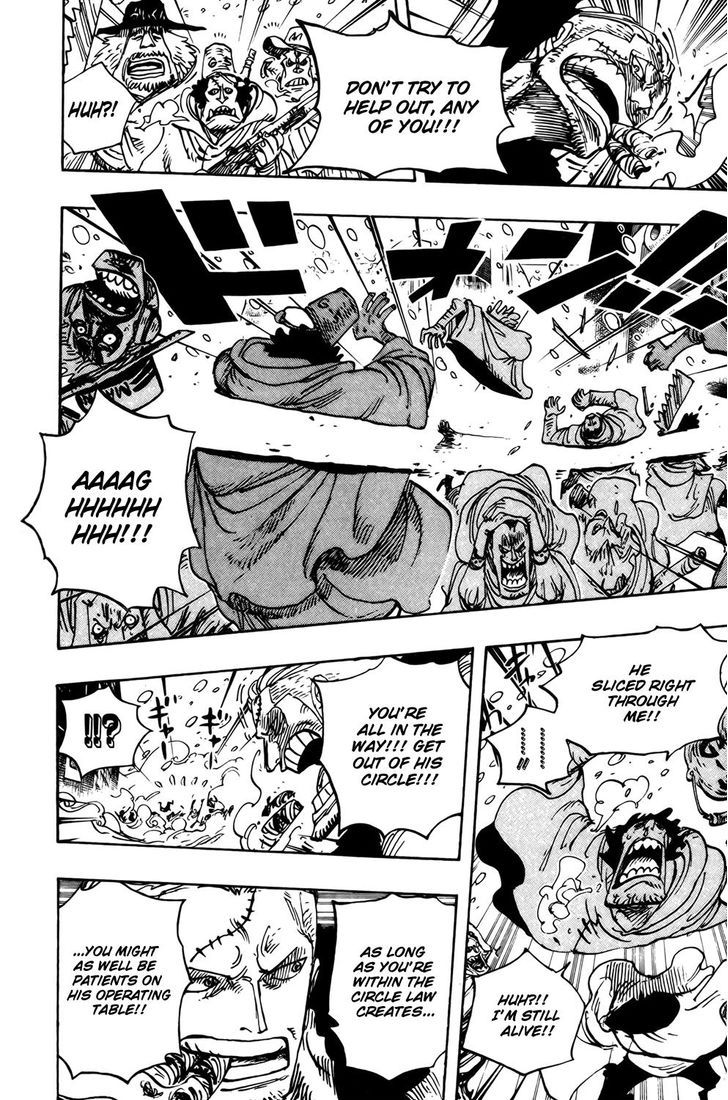 DON'T TRY TO
HELP OUT, ANY
OF YOU!!!
HUH?!
ドォン!!!
AAAAG
HHHHHH
HHH!!!
HE
SLICED RIGHT
THROUGH
ME!!
HUH?!!
I'M STILL
ALIVE!!
YOU'RE
ALL IN THE
WAY!!! GET
OUT OF HIS
CIRCLE!!!
!!?
AS LONG
AS YOU'RE
WITHIN THE
CIRCLE LAW
CREATES...
...YOU MIGHT
AS WELL BE
PATIENTS ON
HIS OPERATING
TABLE!!